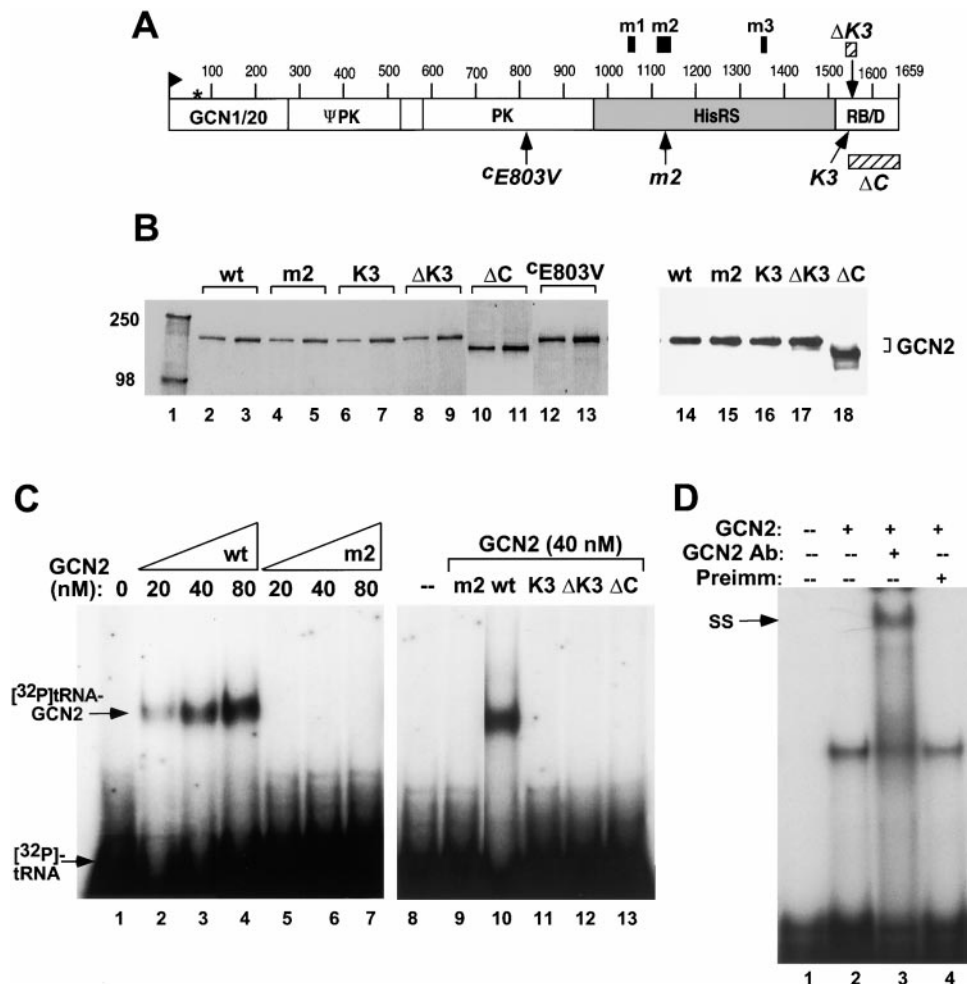 A
m1 m2 m3 ΔK3
100 200 300 400 500 600 700 800 900 1000 1100 1200 1300 1400 1500 1600 1659
*
GCN1/20 ΨPK PK HisRS RB/D
cE803V m2 K3 ΔC
B
wt m2 K3 ΔK3 ΔC cE803V
250
98
1 2 3 4 5 6 7 8 9 10 11 12 13
wt m2 K3 ΔK3 ΔC
GCN2
14 15 16 17 18
C
wt m2
GCN2
(nM): 0 20 40 80 20 40 80
[32P]tRNA-
GCN2
[32P]-
tRNA
1 2 3 4 5 6 7
GCN2 (40 nM)
-- m2 wt K3 ΔK3 ΔC
8 9 10 11 12 13
D
GCN2: -- + + +
GCN2 Ab: -- -- + --
Preimm: -- -- -- +
SS
1 2 3 4